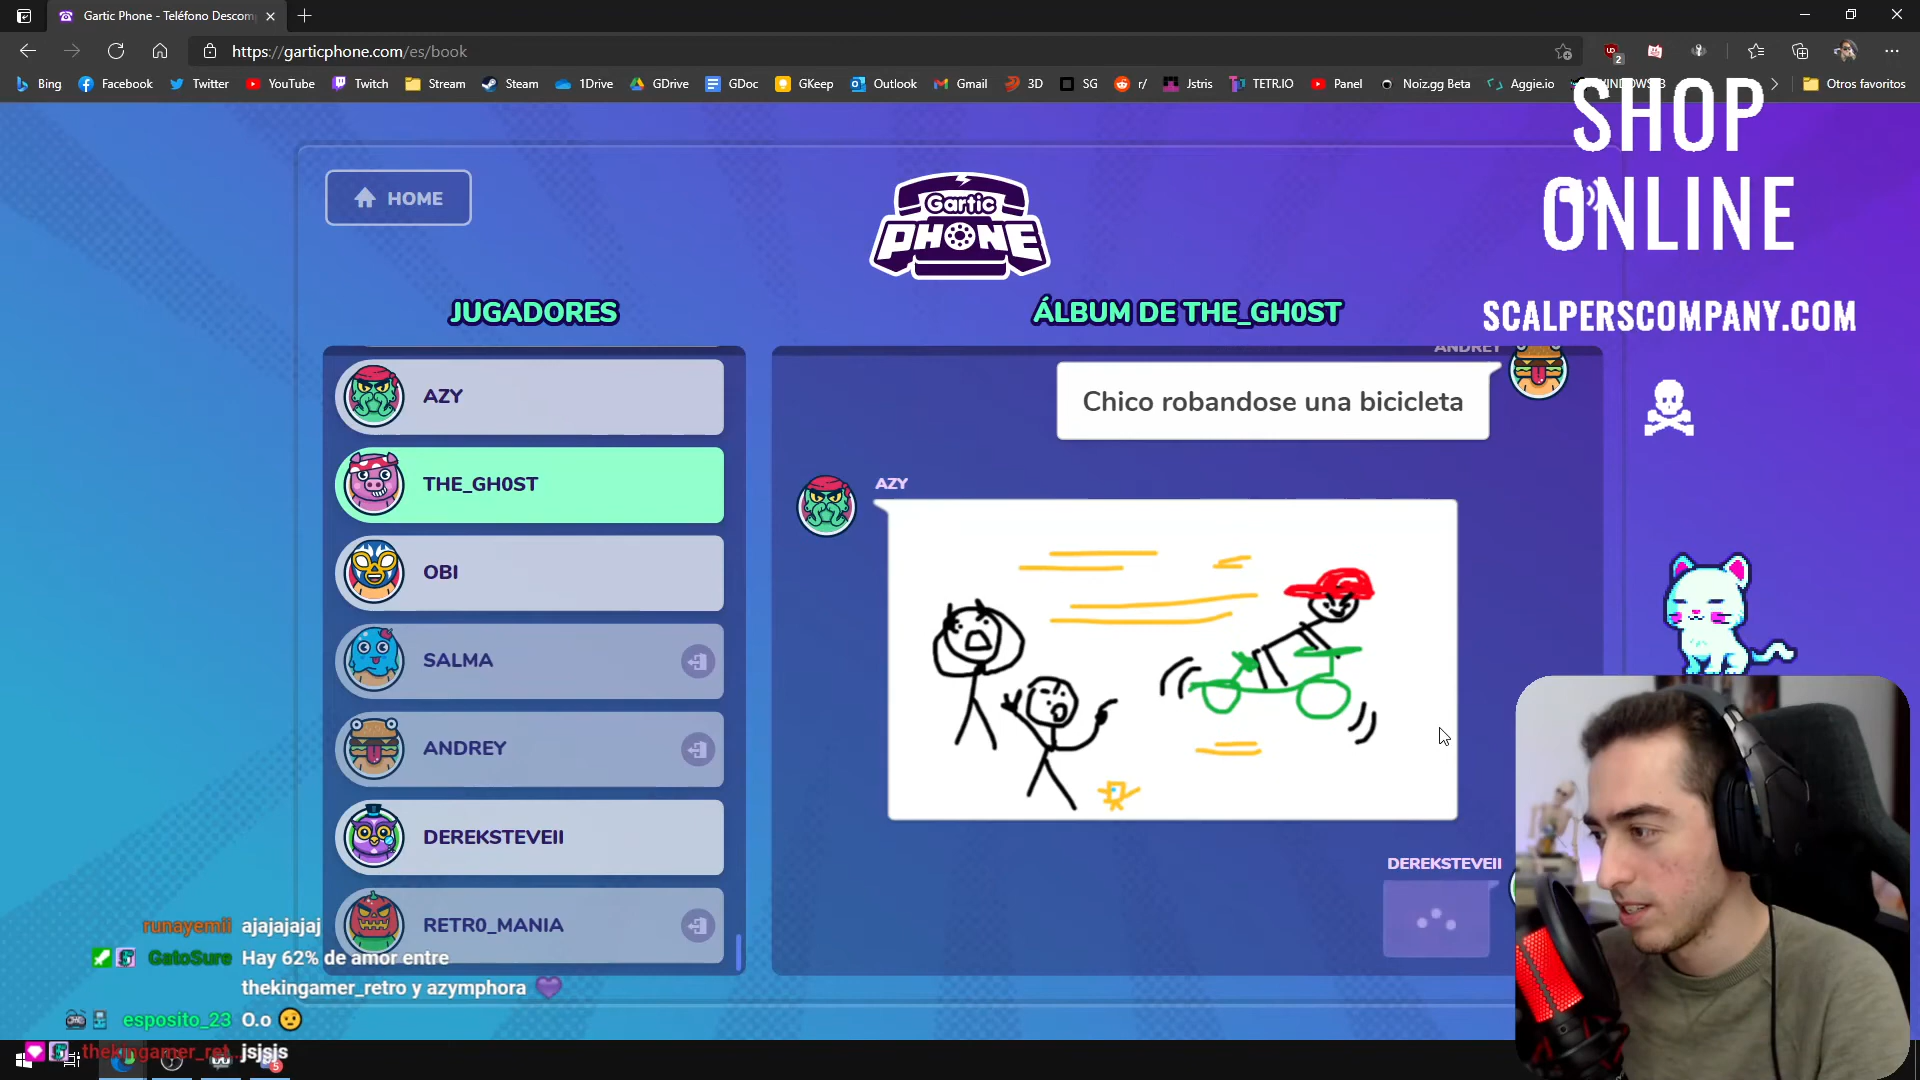 Gartic Phone - Teléfono Descom
https://garticphone.com/es/book
Bing
Facebook
Twitter
YouTube
Twitch
Stream
Steam
1Drive
GDrive
GDoc
GKeep
Outlook
Gmail
3D
SG
r/
Jstris
TETR.IO
Panel
Noiz.gg Beta
Aggie.io
Otros favoritos
SHOP
ONLINE
SCALPERSCOMPANY.COM
HOME
Gartic
PHONE
JUGADORES
AZY
THE_GH0ST
OBI
SALMA
ANDREY
DEREKSTEVEII
RETR0_MANIA
ÁLBUM DE THE_GH0ST
ANDREY
Chico robandose una bicicleta
AZY
DEREKSTEVEII
runayemii ajajajajaj
GatoSure Hay 62% de amor entre
thekingamer_retro y azymphora
esposito_23 O.o
thekingamer_ret... jsjsjs